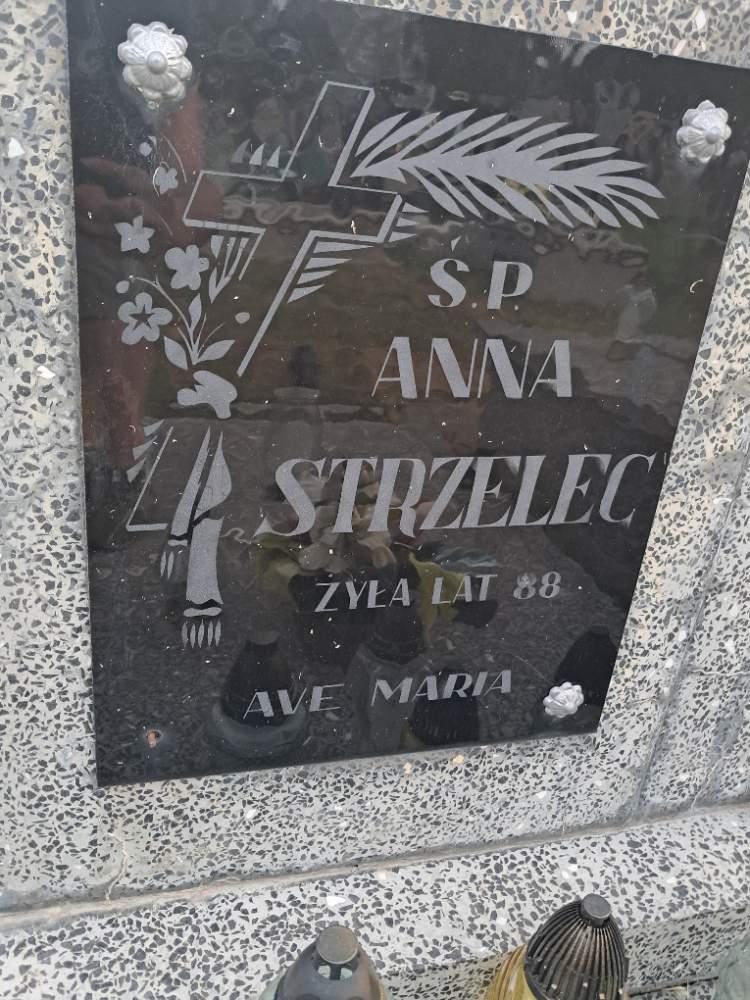 Ś.P.
ANNA
STRZELEC
ŻYŁA LAT 88
AVE MARIA